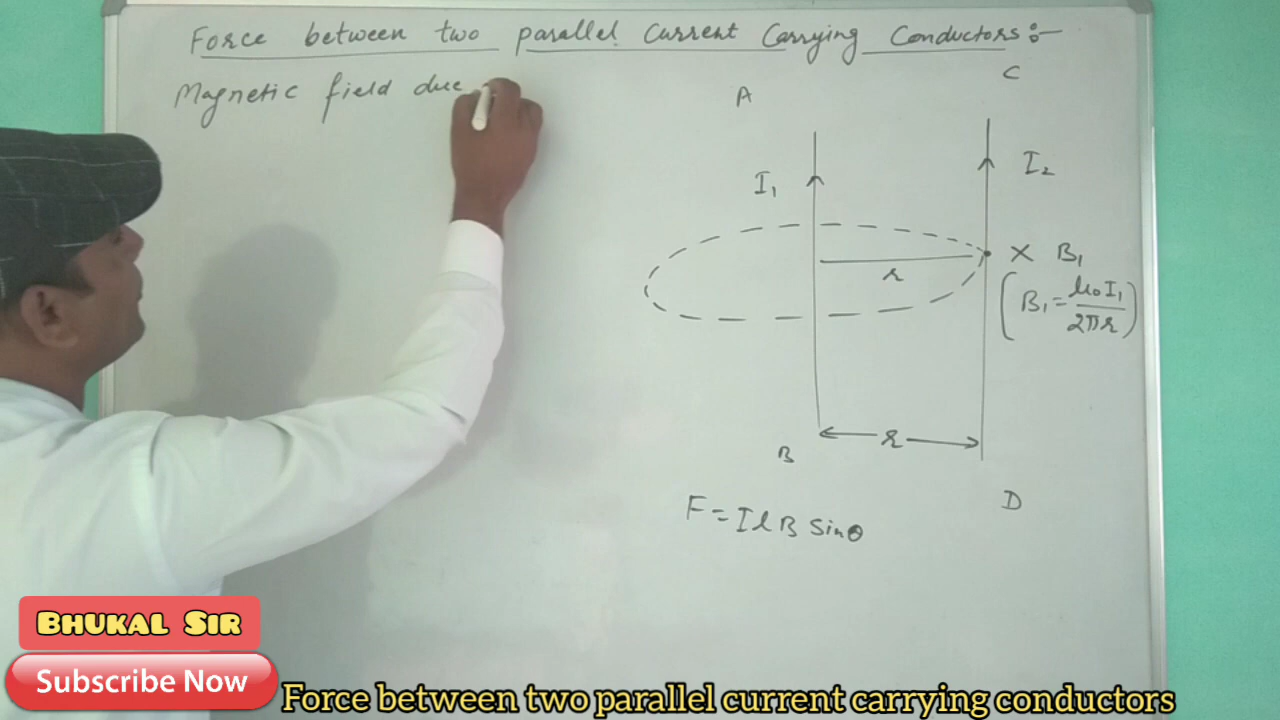 Force between two parallel Current Carrying Conductors :-
Magnetic field due
A
C
I₁
I₂
r
X B₁
(B₁ = μ₀I₁/2πr)
r
B
D
F = IlB Sinθ
BHUKAL SIR
Subscribe Now
Force between two parallel current carrying conductors